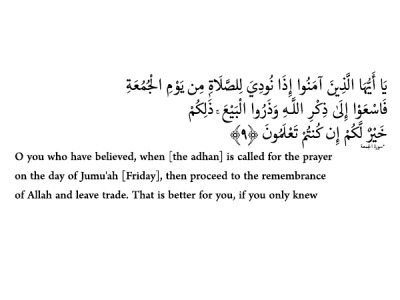 يَا أَيُّهَا الَّذِينَ آمَنُوا إِذَا نُودِيَ لِلصَّلَاةِ مِن يَوْمِ الْجُمُعَةِ
فَاسْعَوْا إِلَىٰ ذِكْرِ اللَّهِ وَذَرُوا الْبَيْعَ ۚ ذَٰلِكُمْ
خَيْرٌ لَّكُمْ إِن كُنتُمْ تَعْلَمُونَ ﴿٩﴾
سورة الجمعة
O you who have believed, when [the adhan] is called for the prayer
on the day of Jumu'ah [Friday], then proceed to the remembrance
of Allah and leave trade. That is better for you, if you only knew